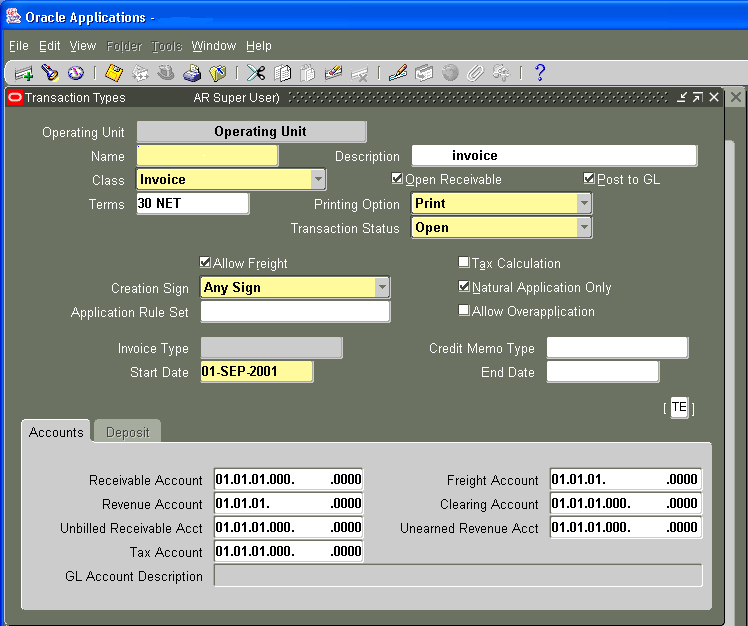 Oracle Applications -
File Edit View Folder Tools Window Help
Transaction Types AR Super User)
Operating Unit Operating Unit
Name Description invoice
Class Invoice Open Receivable Post to GL
Terms 30 NET Printing Option Print
Transaction Status Open
Allow Freight Tax Calculation
Creation Sign Any Sign Natural Application Only
Application Rule Set Allow Overapplication
Invoice Type Credit Memo Type
Start Date 01-SEP-2001 End Date
[ TE ]
Accounts Deposit
Receivable Account 01.01.01.000. .0000 Freight Account 01.01.01. .0000
Revenue Account 01.01.01. .0000 Clearing Account 01.01.01.000. .0000
Unbilled Receivable Acct 01.01.01.000. .0000 Unearned Revenue Acct 01.01.01.000. .0000
Tax Account 01.01.01.000. .0000
GL Account Description